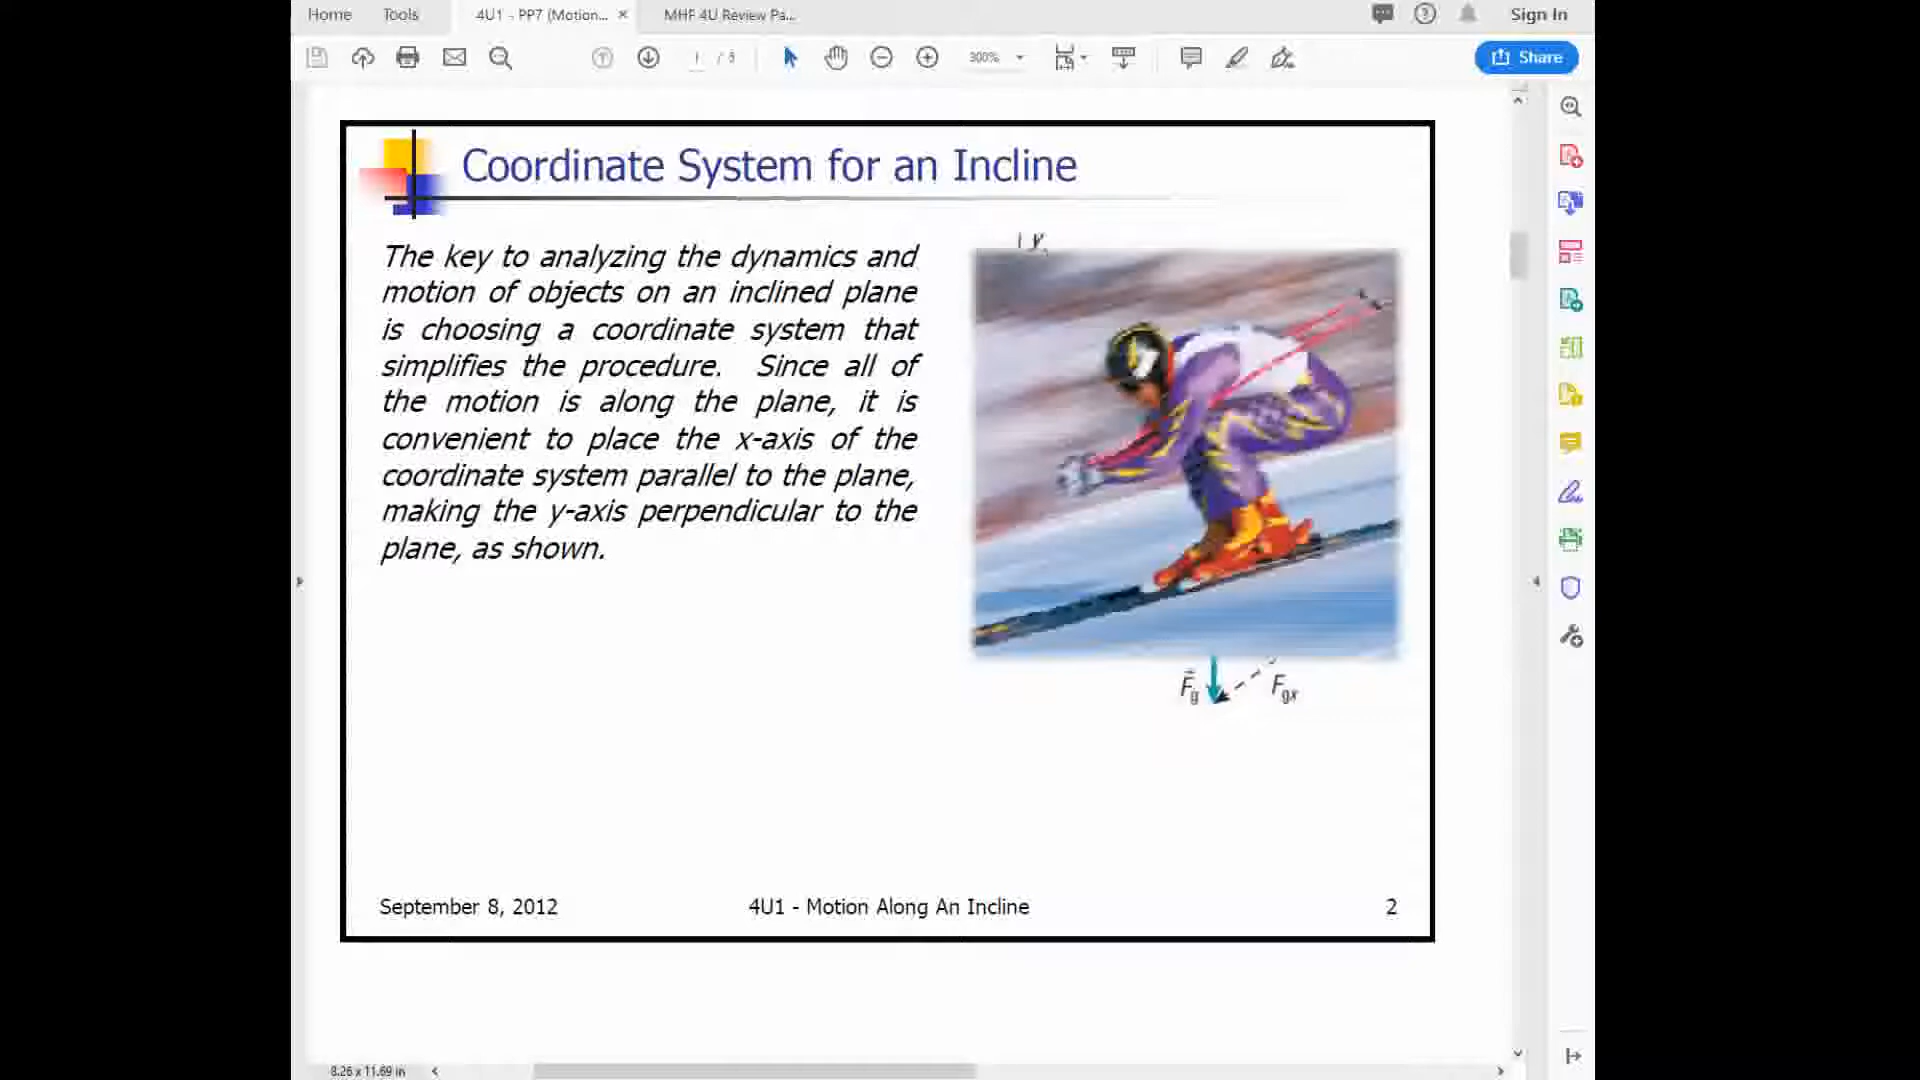 Home Tools 4U1 - PP7 (Motion... × MHF 4U Review Pa... Sign In
1 / 8 300% Share
Coordinate System for an Incline
The key to analyzing the dynamics and
motion of objects on an inclined plane
is choosing a coordinate system that
simplifies the procedure. Since all of
the motion is along the plane, it is
convenient to place the x-axis of the
coordinate system parallel to the plane,
making the y-axis perpendicular to the
plane, as shown.
y
F⃗g Fgx
September 8, 2012 4U1 - Motion Along An Incline 2
8.26 x 11.69 in